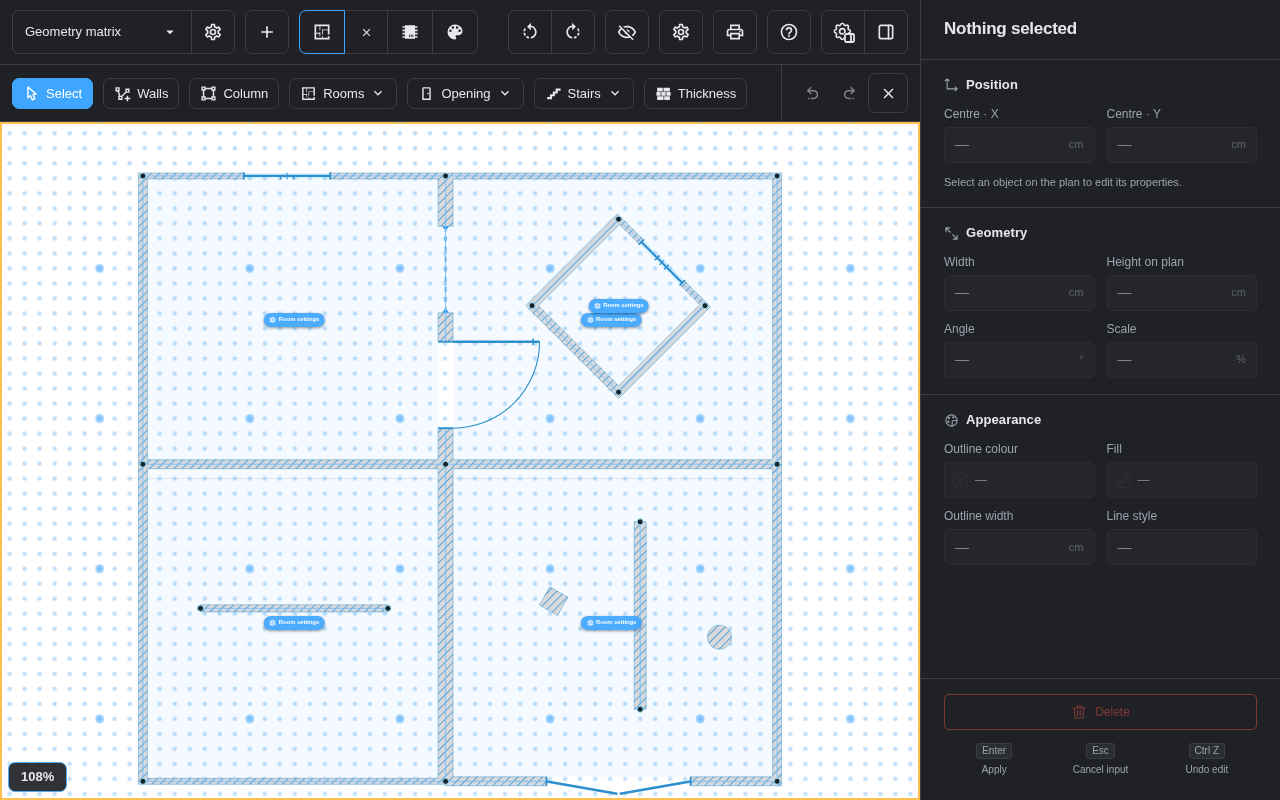 Geometry matrix
Select
Walls
Column
Rooms
Opening
Stairs
Thickness
Room settings
Room settings
Room settings
Room settings
Room settings
108%
Nothing selected
Position
Centre · X
Centre · Y
— cm
— cm
Select an object on the plan to edit its properties.
Geometry
Width
Height on plan
— cm
— cm
Angle
Scale
— °
— %
Appearance
Outline colour
Fill
—
—
Outline width
Line style
— cm
—
Delete
Enter
Esc
Ctrl Z
Apply
Cancel input
Undo edit